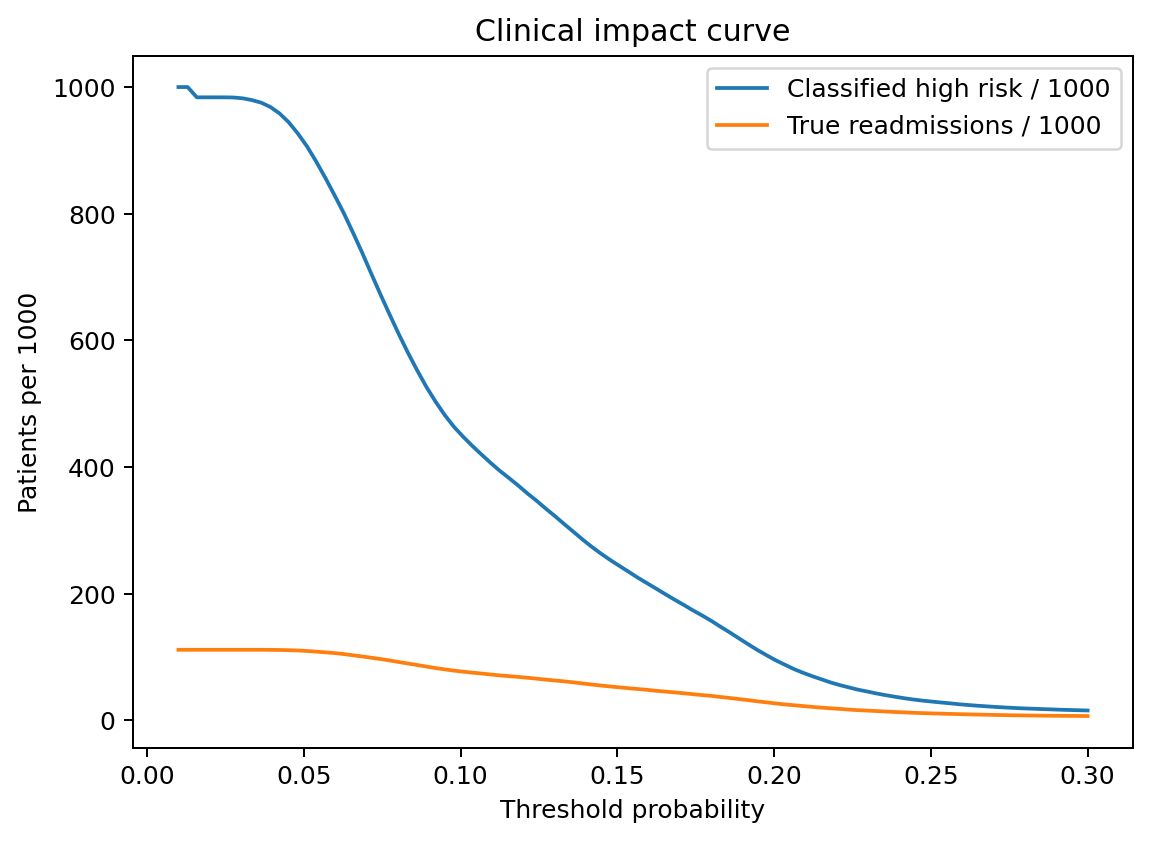 Clinical impact curve
Classified high risk / 1000
True readmissions / 1000
Patients per 1000
1000
800
600
400
200
0
0.00 0.05 0.10 0.15 0.20 0.25 0.30
Threshold probability